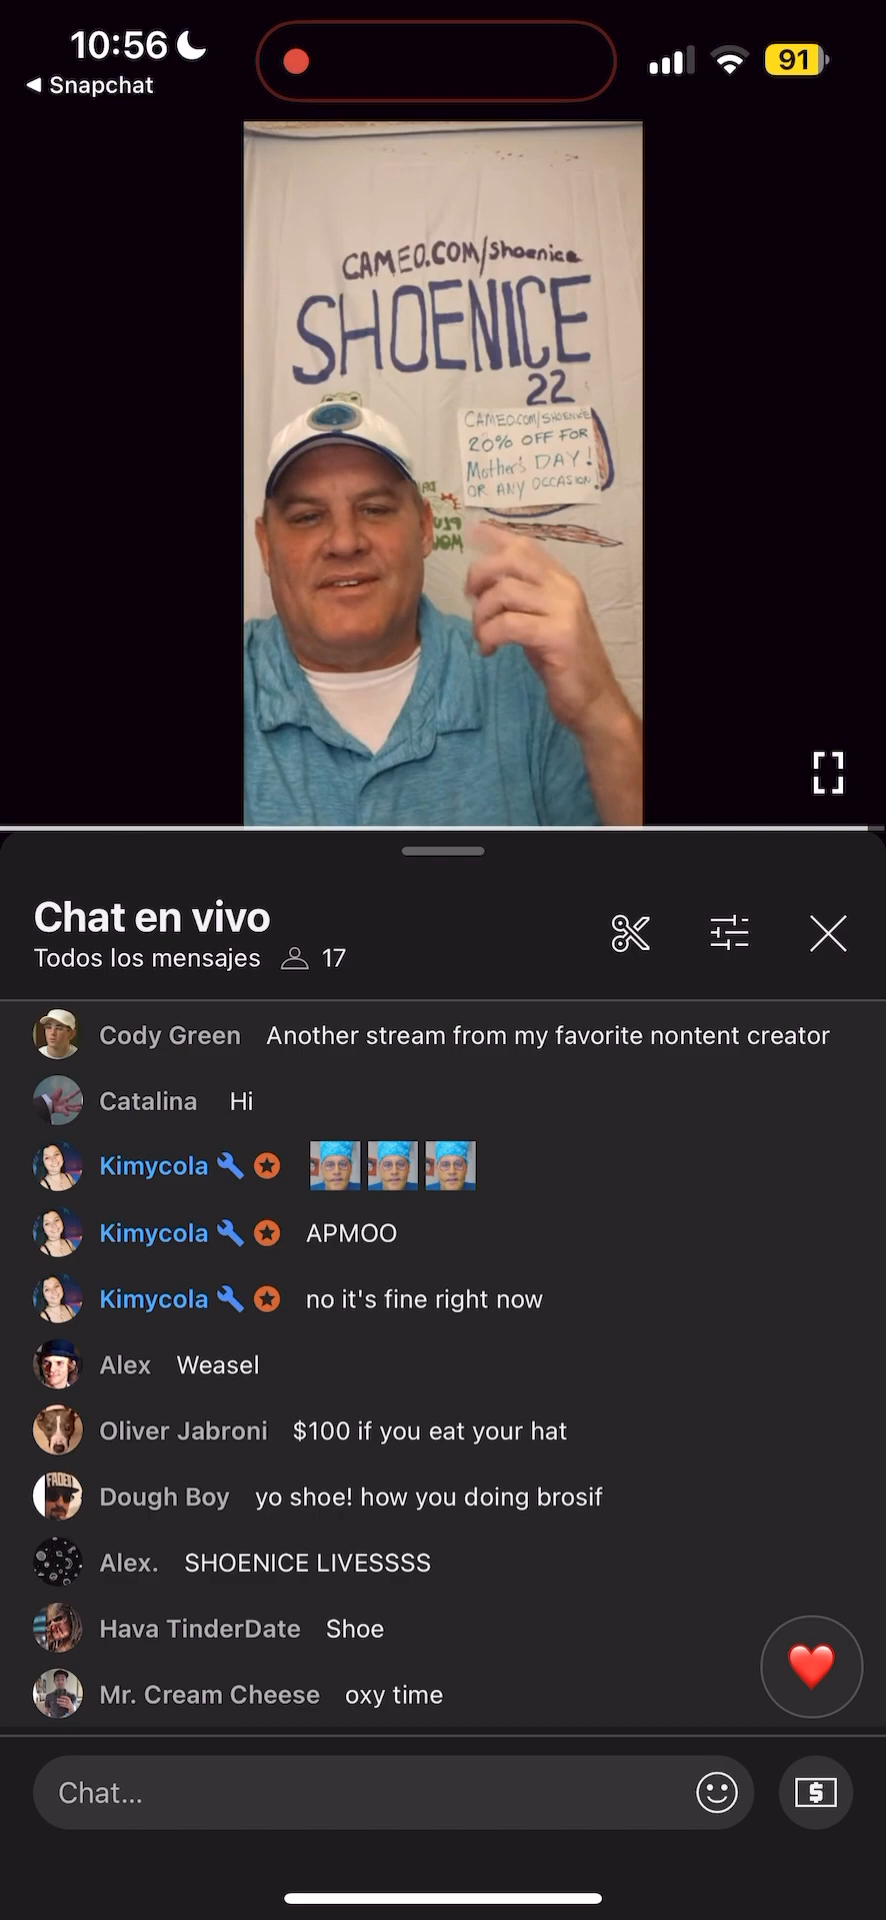 10:56
91
Snapchat
CAMEO.COM/Shoenice
SHOENICE
22
CAMEO.COM/SHOENICE
20% OFF FOR
Mother's DAY!
OR ANY OCCASION!
Chat en vivo
Todos los mensajes 17
Cody Green Another stream from my favorite nontent creator
Catalina Hi
Kimycola
Kimycola APMOO
Kimycola no it's fine right now
Alex Weasel
Oliver Jabroni $100 if you eat your hat
FADED
Dough Boy yo shoe! how you doing brosif
Alex. SHOENICE LIVESSSS
Hava TinderDate Shoe
Mr. Cream Cheese oxy time
Chat...
$